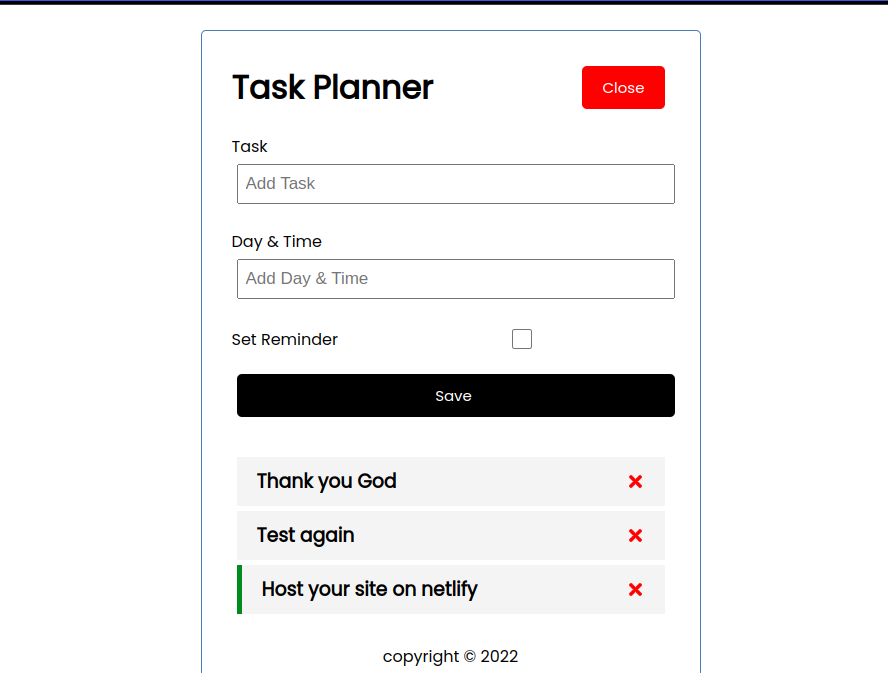 Task Planner
Close
Task
Add Task
Day & Time
Add Day & Time
Set Reminder
Save
Thank you God
Test again
Host your site on netlify
copyright © 2022